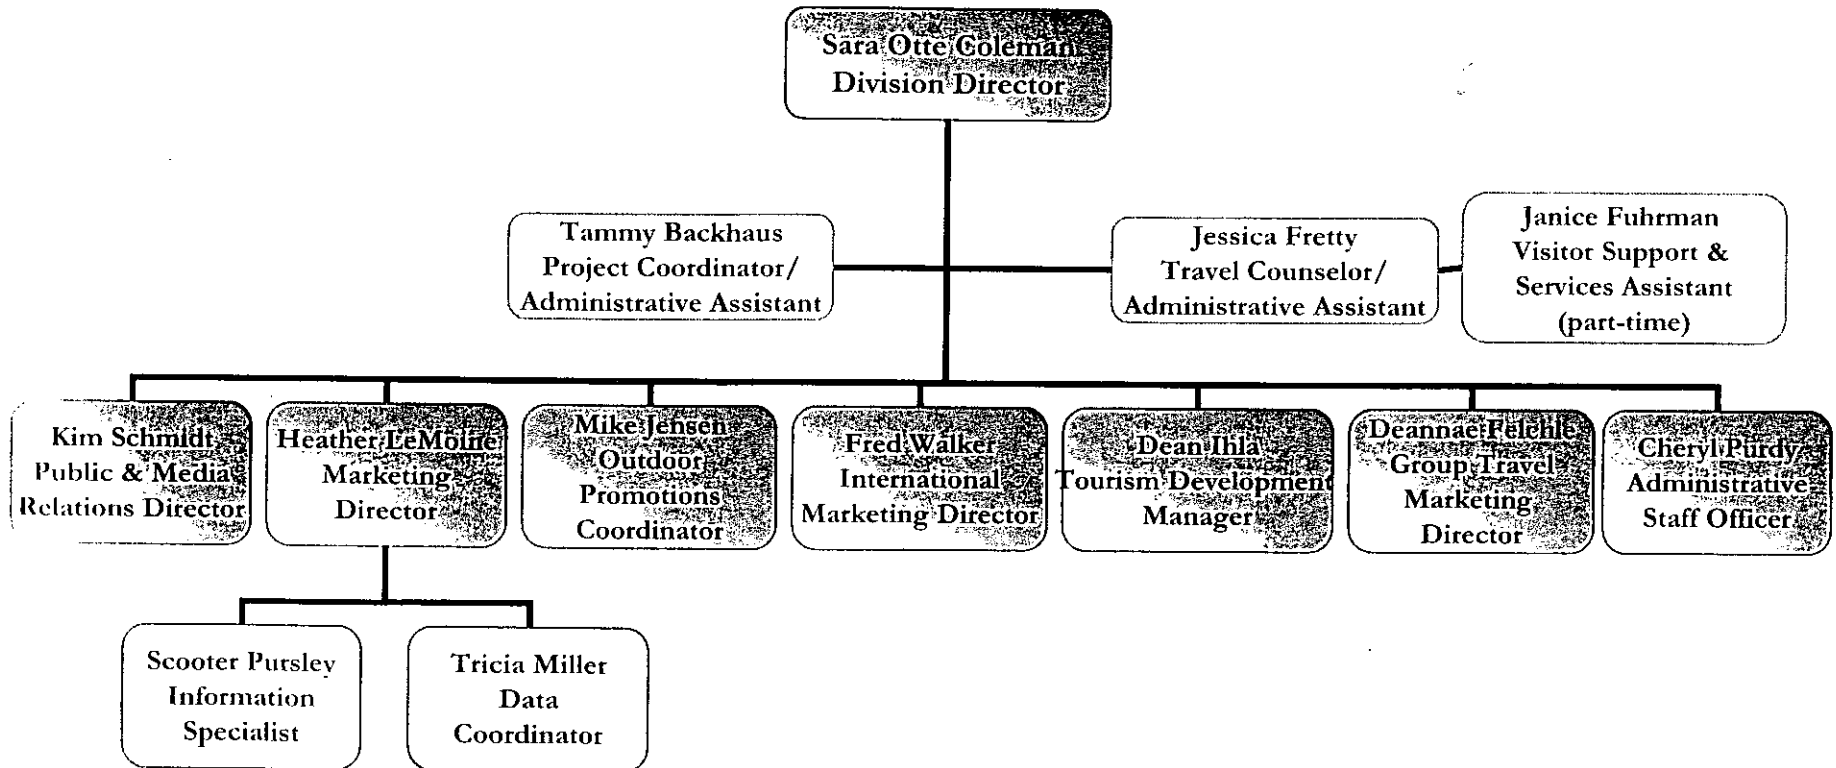 Sara Otte Coleman
Division Director
Tammy Backhaus
Project Coordinator/
Administrative Assistant
Jessica Fretty
Travel Counselor/
Administrative Assistant
Janice Fuhrman
Visitor Support &
Services Assistant
(part-time)
Kim Schmidt
Public & Media
Relations Director
Heather LeMoine
Marketing
Director
Mike Jensen
Outdoor
Promotions
Coordinator
Fred Walker
International
Marketing Director
Dean Ihla
Tourism Development
Manager
Deannae Felchle
Group Travel
Marketing
Director
Cheryl Purdy
Administrative
Staff Officer
Scooter Pursley
Information
Specialist
Tricia Miller
Data
Coordinator